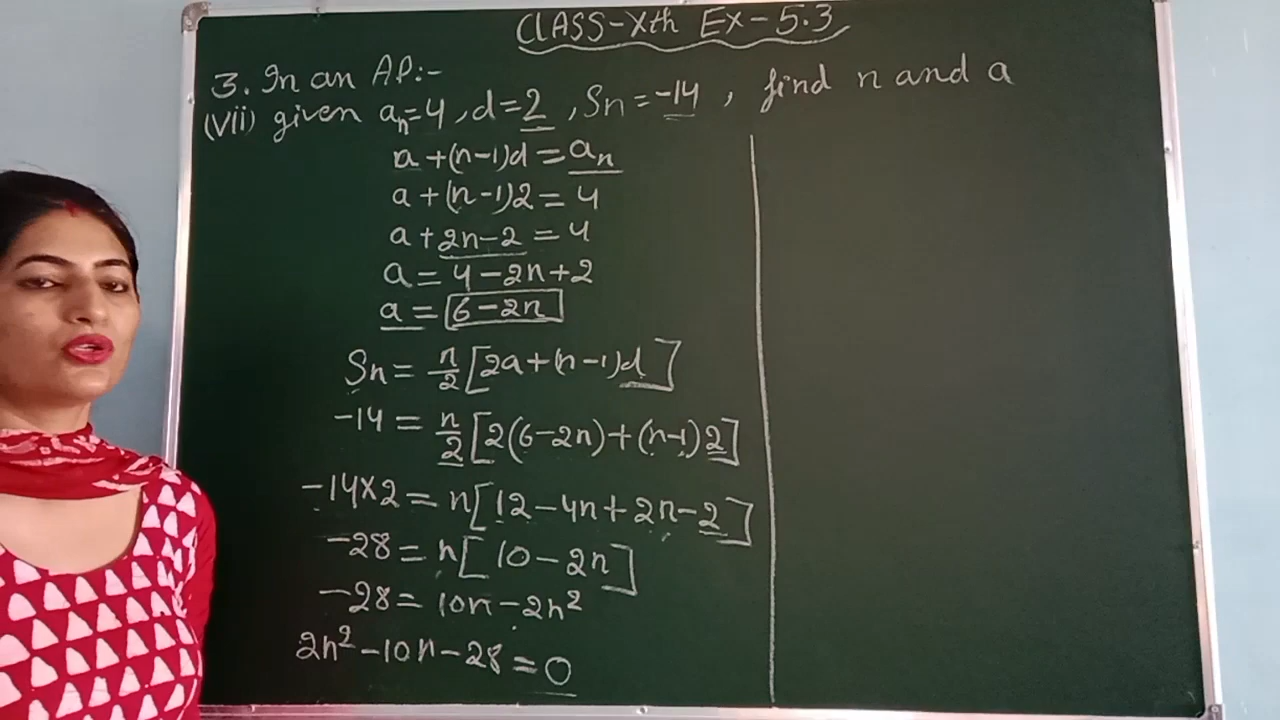 CLASS-Xth Ex-5.3
3. In an AP:-
(vii) given aₙ=4, d=2, Sn=-14, find n and a
a+(n-1)d=aₙ
a+(n-1)2=4
a+2n-2=4
a=4-2n+2
a=6-2n
Sn=n/2[2a+(n-1)d]
-14=n/2[2(6-2n)+(n-1)2]
-14×2=n[12-4n+2n-2]
-28=n[10-2n]
-28=10n-2n²
2n²-10n-28=0